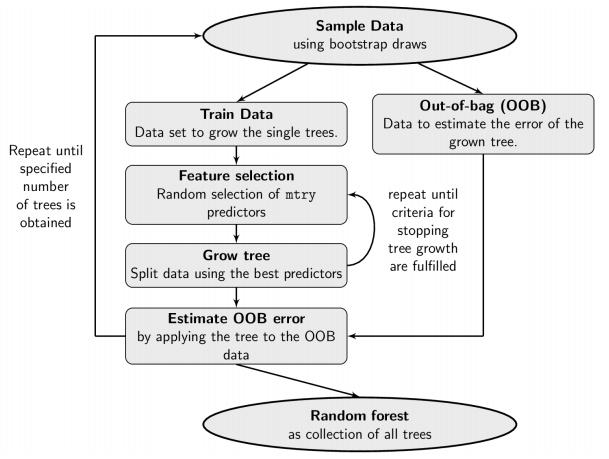 Sample Data
using bootstrap draws
Train Data
Data set to grow the single trees.
Out-of-bag (OOB)
Data to estimate the error of the
grown tree.
Repeat until
specified
number
of trees is
obtained
Feature selection
Random selection of mtry
predictors
repeat until
criteria for
stopping
tree growth
are fulfilled
Grow tree
Split data using the best predictors
Estimate OOB error
by applying the tree to the OOB
data
Random forest
as collection of all trees